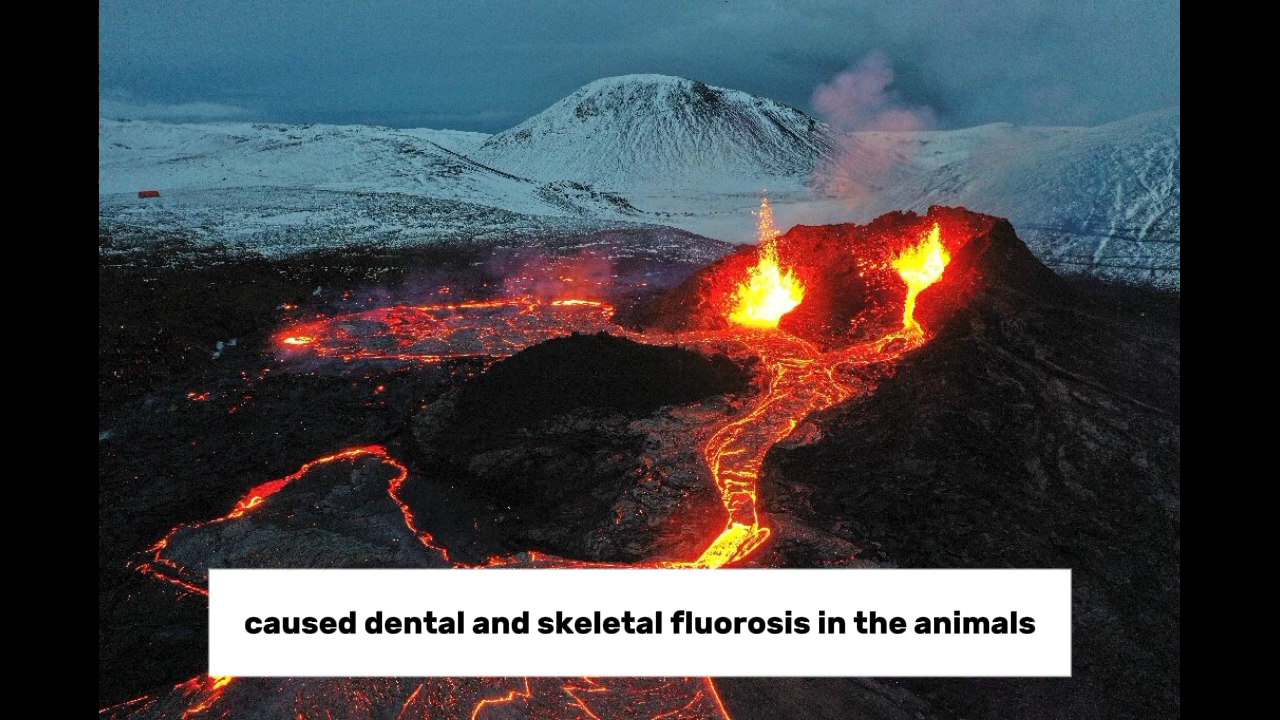 caused dental and skeletal fluorosis in the animals